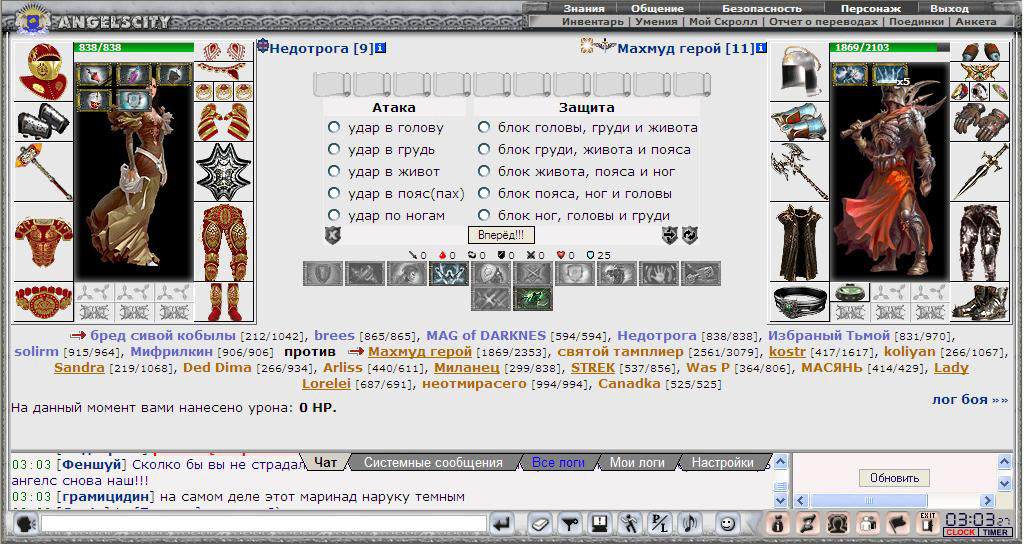 ANGELSCITY
Знания | Общение | Безопасность | Персонаж | Выход
Инвентарь | Умения | Мой Скролл | Отчет о переводах | Поединки | Анкета
838/838
Недотрога [9]
Махмуд герой [11]
1869/2103
x5
Атака Защита
удар в голову блок головы, груди и живота
удар в грудь блок груди, живота и пояса
удар в живот блок живота, пояса и ног
удар в пояс(пах) блок пояса, ног и головы
удар по ногам блок ног, головы и груди
Вперёд!!!
0 0 0 0 0 0 25
бред сивой кобылы [212/1042], brees [865/865], MAG of DARKNES [594/594], Недотрога [838/838], Избраный Тьмой [831/970],
solirm [915/964], Мифрилкин [906/906] против Махмуд герой [1869/2353], святой тамплиер [2561/3079], kostr [417/1617], koliyan [266/1067],
Sandra [219/1068], Ded Dima [266/934], Arliss [440/611], Миланец [299/838], STREK [537/856], Was P [364/806], МАСЯНЬ [414/429], Lady
Lorelei [687/691], неотмирасего [994/994], Canadka [525/525]
лог боя »»
На данный момент вами нанесено урона: 0 HP.
Чат Системные сообщения Все логи Мои логи Настройки
03:03 [Феншуй] Сколко бы вы не страдал
ангелс снова наш!!!
03:03 [грамицидин] на самом деле этот маринад наруку темным
Обновить
P/L
EXIT
03:03 27
CLOCK TIMER